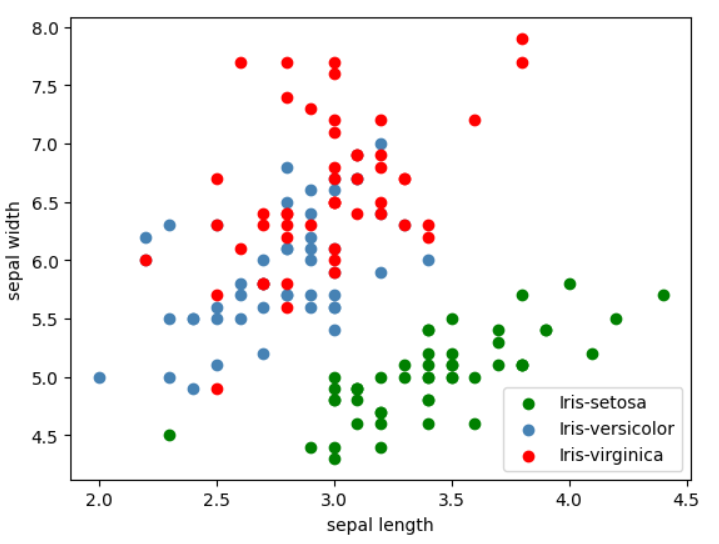 8.0
7.5
7.0
6.5
6.0
5.5
5.0
4.5
sepal width
Iris-setosa
Iris-versicolor
Iris-virginica
2.0 2.5 3.0 3.5 4.0 4.5
sepal length